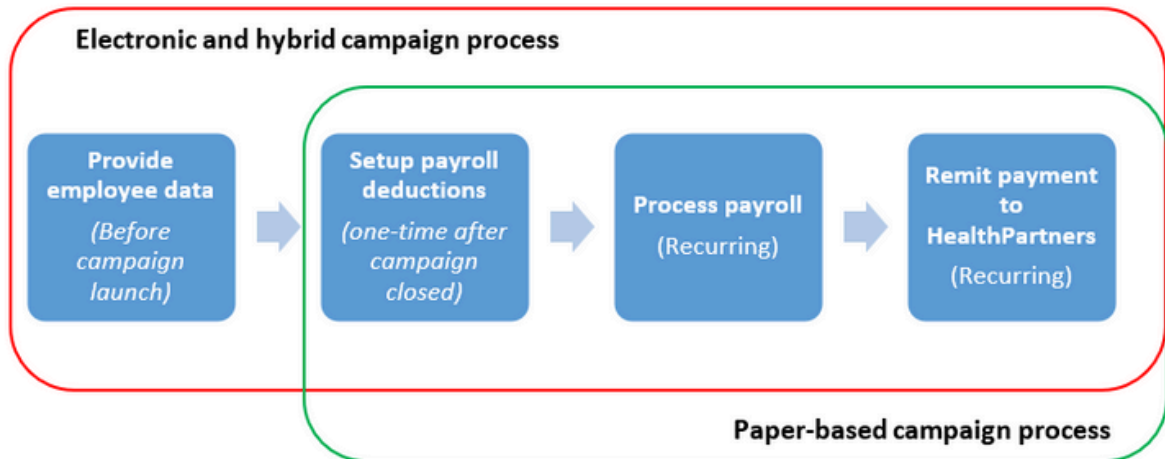 Electronic and hybrid campaign process
Provide
employee data
(Before
campaign
launch)
Setup payroll
deductions
(one-time after
campaign
closed)
Process payroll
(Recurring)
Remit payment
to
HealthPartners
(Recurring)
Paper-based campaign process